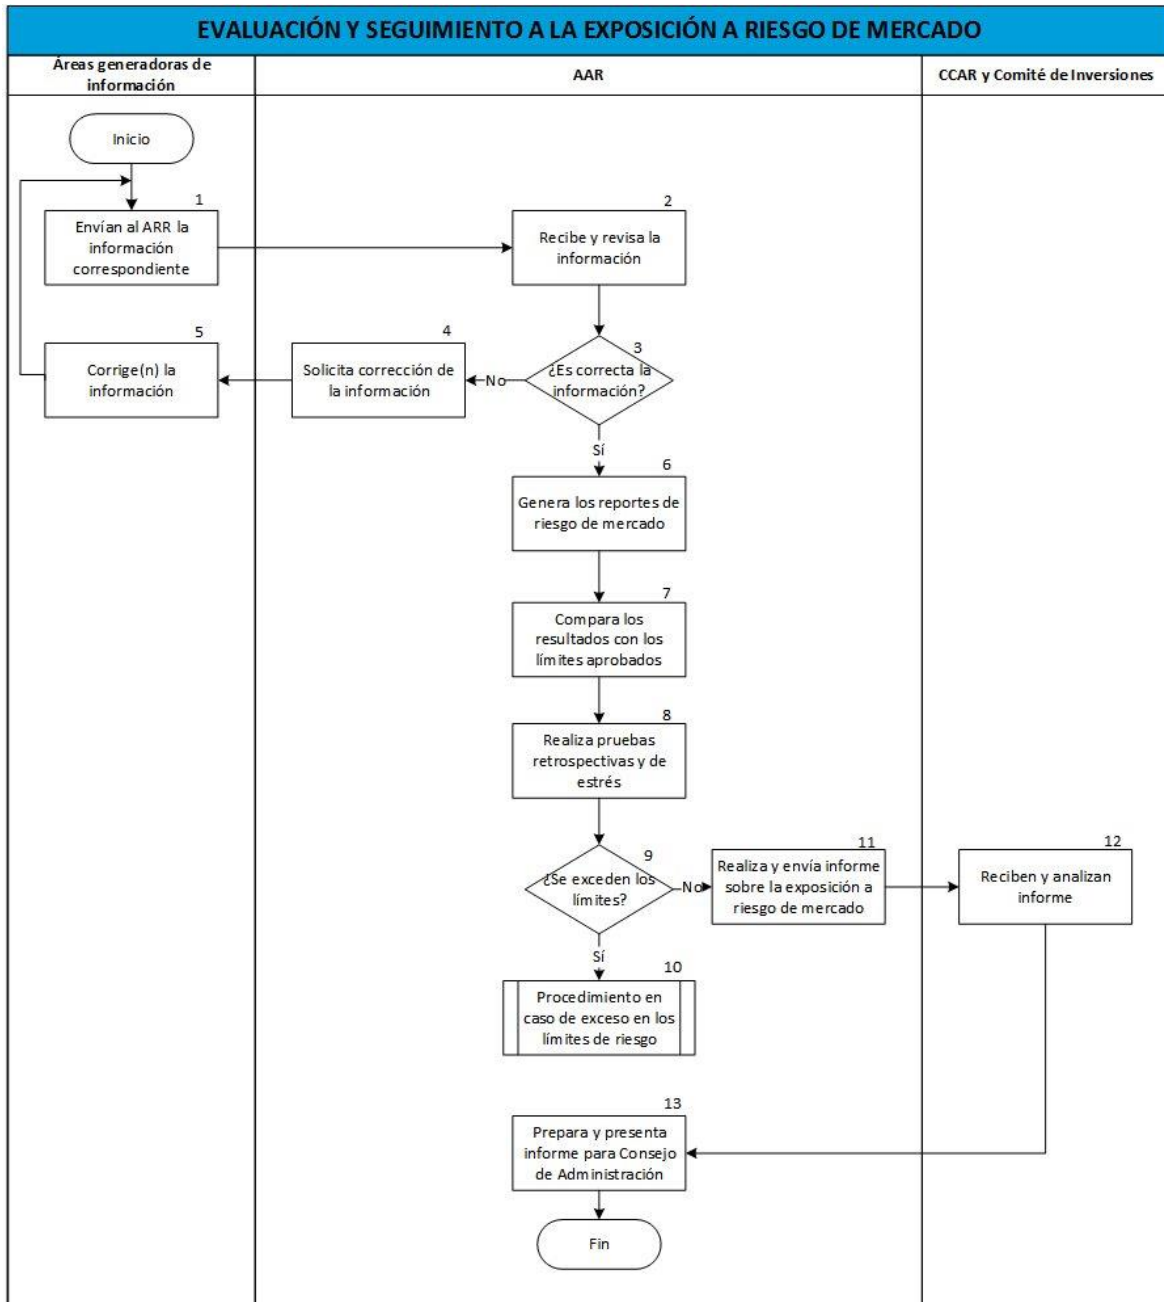 EVALUACIÓN Y SEGUIMIENTO A LA EXPOSICIÓN A RIESGO DE MERCADO
Áreas generadoras de
información
AAR
CCAR y Comité de Inversiones
Inicio
1
Envían al ARR la
información
correspondiente
2
Recibe y revisa la
información
3
¿Es correcta la
información?
No
4
Solicita corrección de
la información
5
Corrige(n) la
información
Sí
6
Genera los reportes de
riesgo de mercado
7
Compara los
resultados con los
límites aprobados
8
Realiza pruebas
retrospectivas y de
estrés
9
¿Se exceden los
límites?
No
11
Realiza y envía informe
sobre la exposición a
riesgo de mercado
12
Reciben y analizan
informe
Sí
10
Procedimiento en
caso de exceso en los
límites de riesgo
13
Prepara y presenta
informe para Consejo
de Administración
Fin